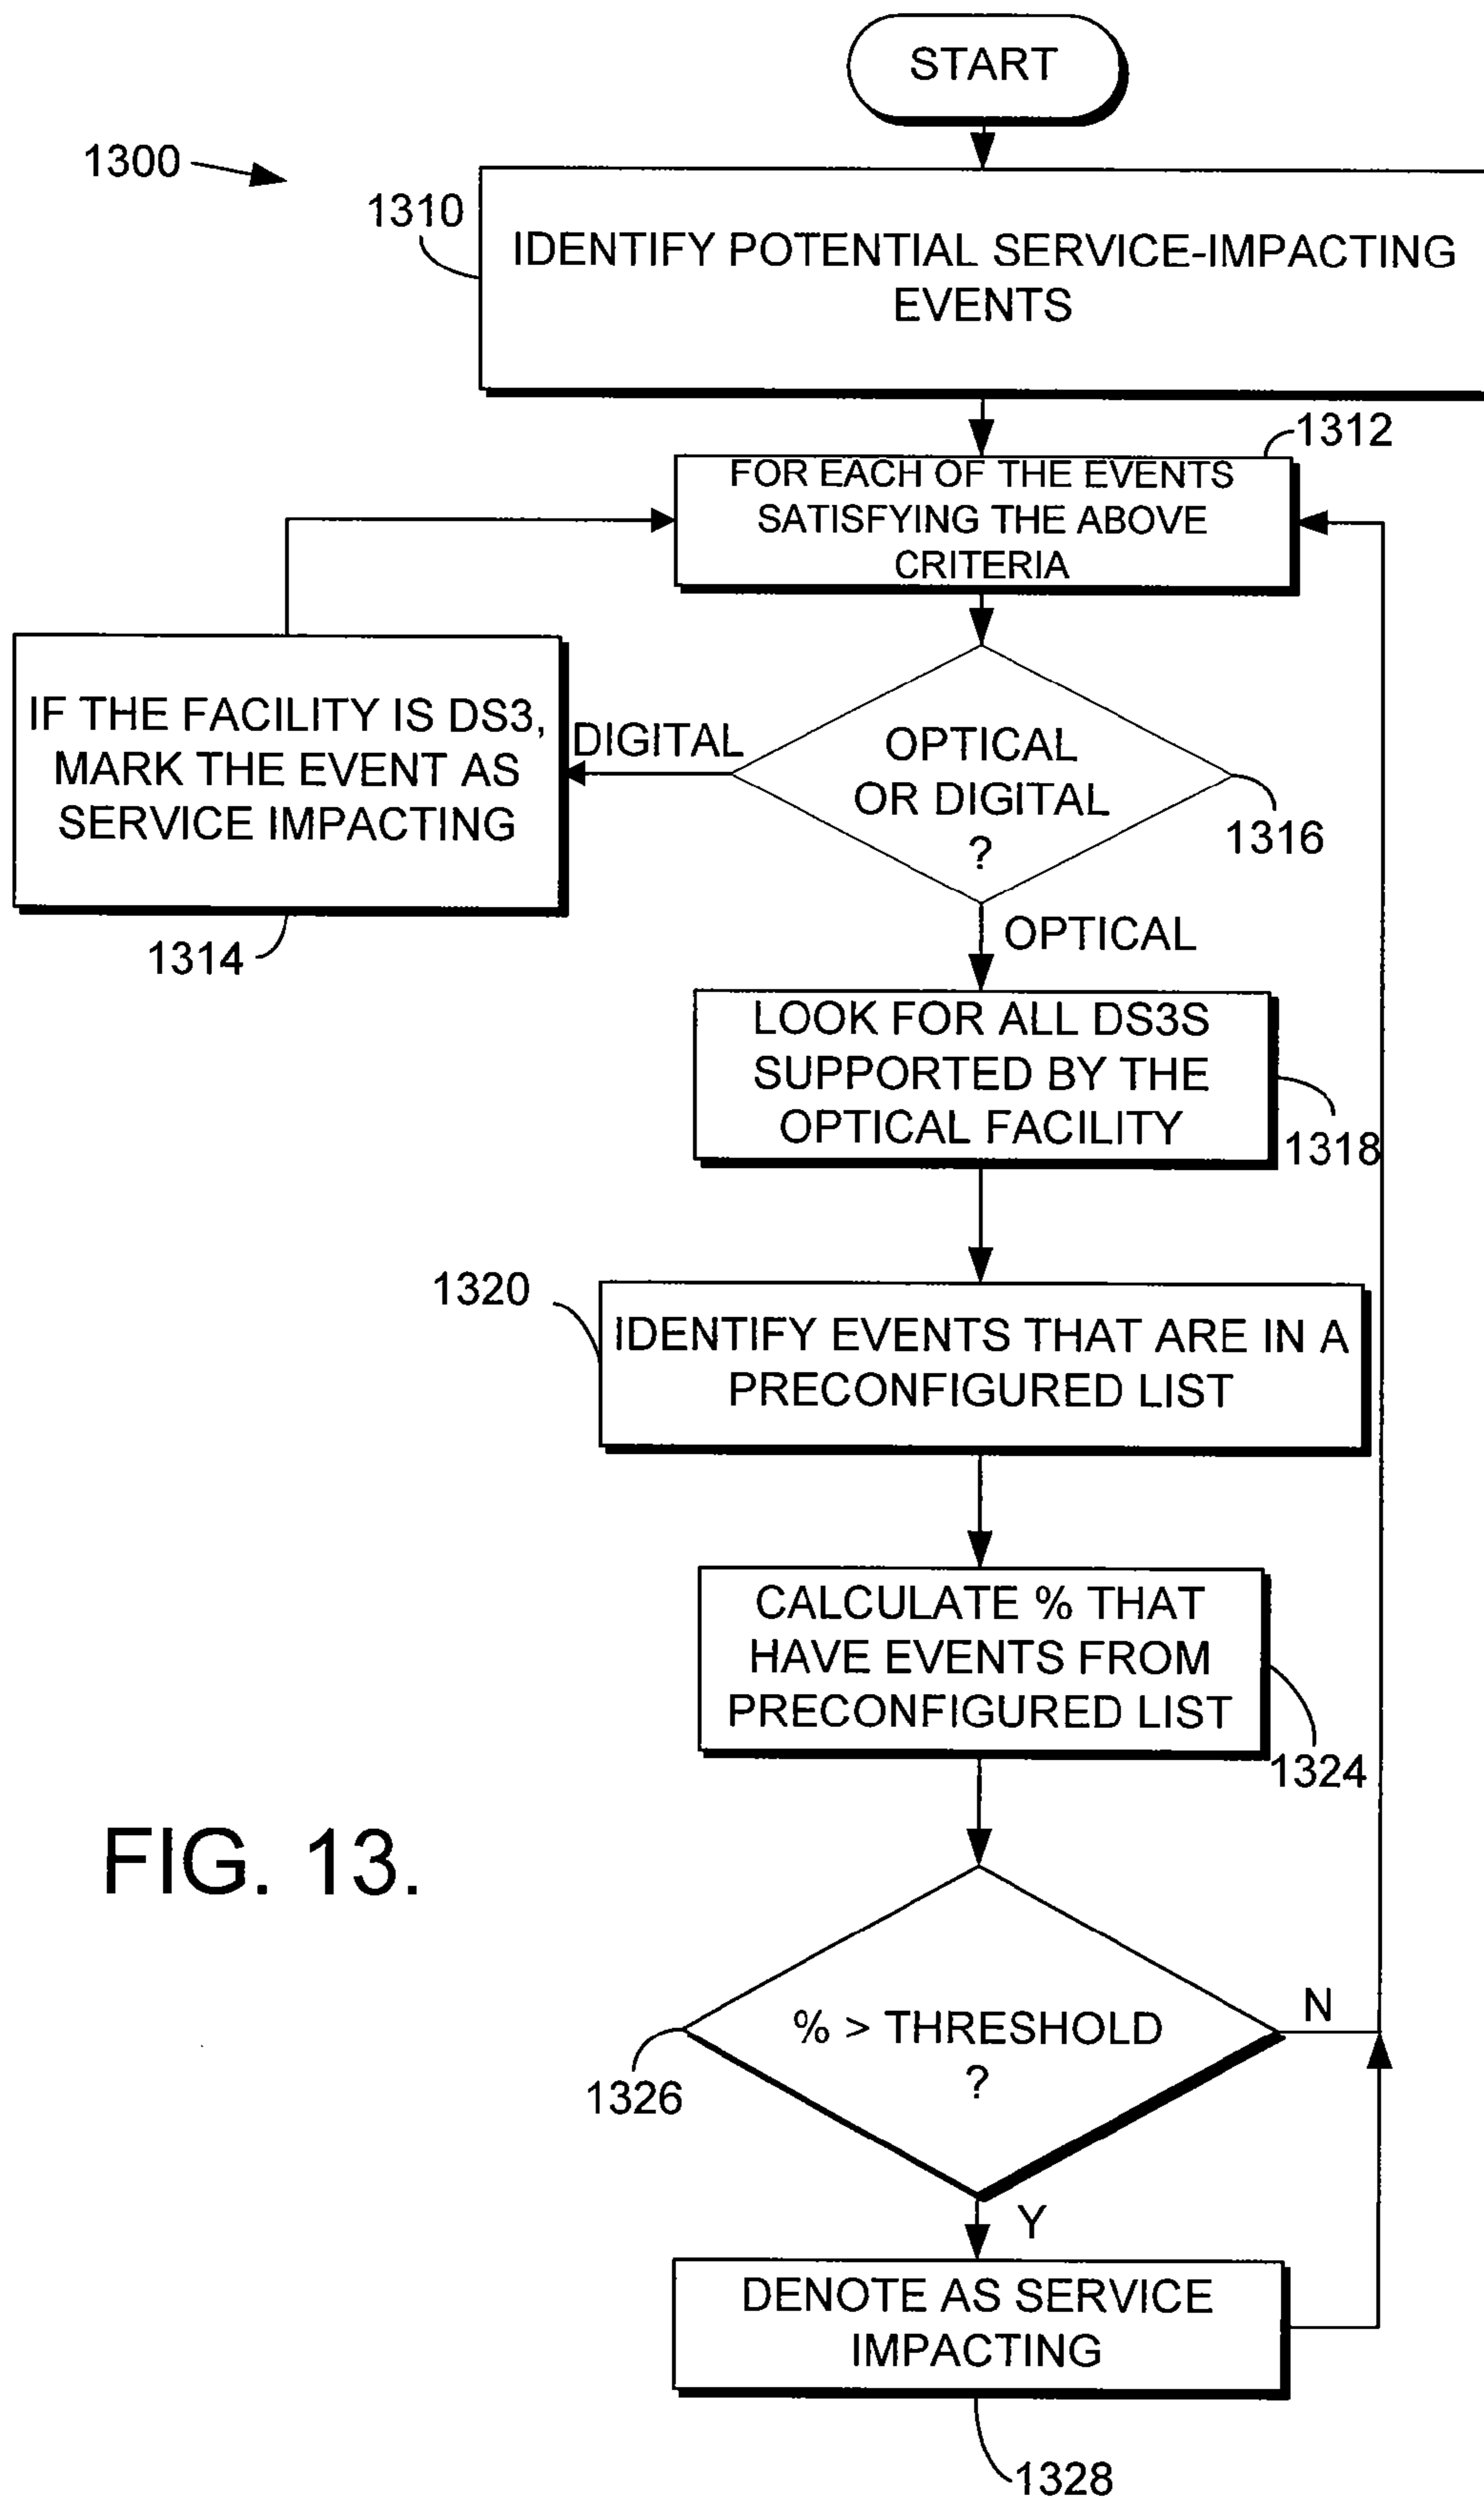 START
1300
1310
IDENTIFY POTENTIAL SERVICE-IMPACTING
EVENTS
1312
FOR EACH OF THE EVENTS
SATISFYING THE ABOVE
CRITERIA
IF THE FACILITY IS DS3,
MARK THE EVENT AS
SERVICE IMPACTING
1314
DIGITAL
OPTICAL
OR DIGITAL
?
1316
OPTICAL
LOOK FOR ALL DS3S
SUPPORTED BY THE
OPTICAL FACILITY
1318
1320
IDENTIFY EVENTS THAT ARE IN A
PRECONFIGURED LIST
CALCULATE % THAT
HAVE EVENTS FROM
PRECONFIGURED LIST
1324
FIG. 13.
% > THRESHOLD
?
N
1326
Y
DENOTE AS SERVICE
IMPACTING
1328